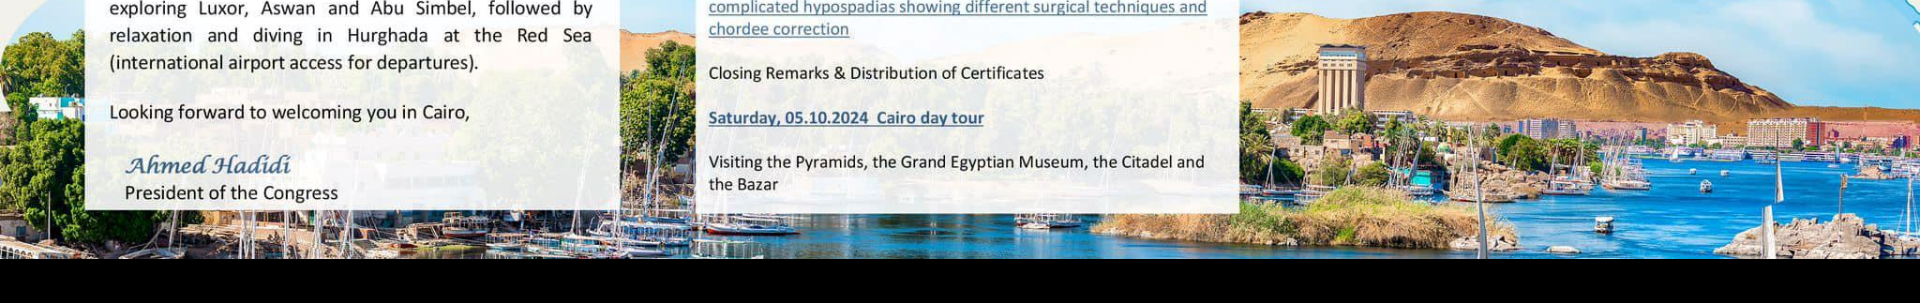 exploring Luxor, Aswan and Abu Simbel, followed by
relaxation and diving in Hurghada at the Red Sea
(international airport access for departures).
Looking forward to welcoming you in Cairo,
Ahmed Hadidi
President of the Congress
complicated hypospadias showing different surgical techniques and
chordee correction
Closing Remarks & Distribution of Certificates
Saturday, 05.10.2024 Cairo day tour
Visiting the Pyramids, the Grand Egyptian Museum, the Citadel and
the Bazar